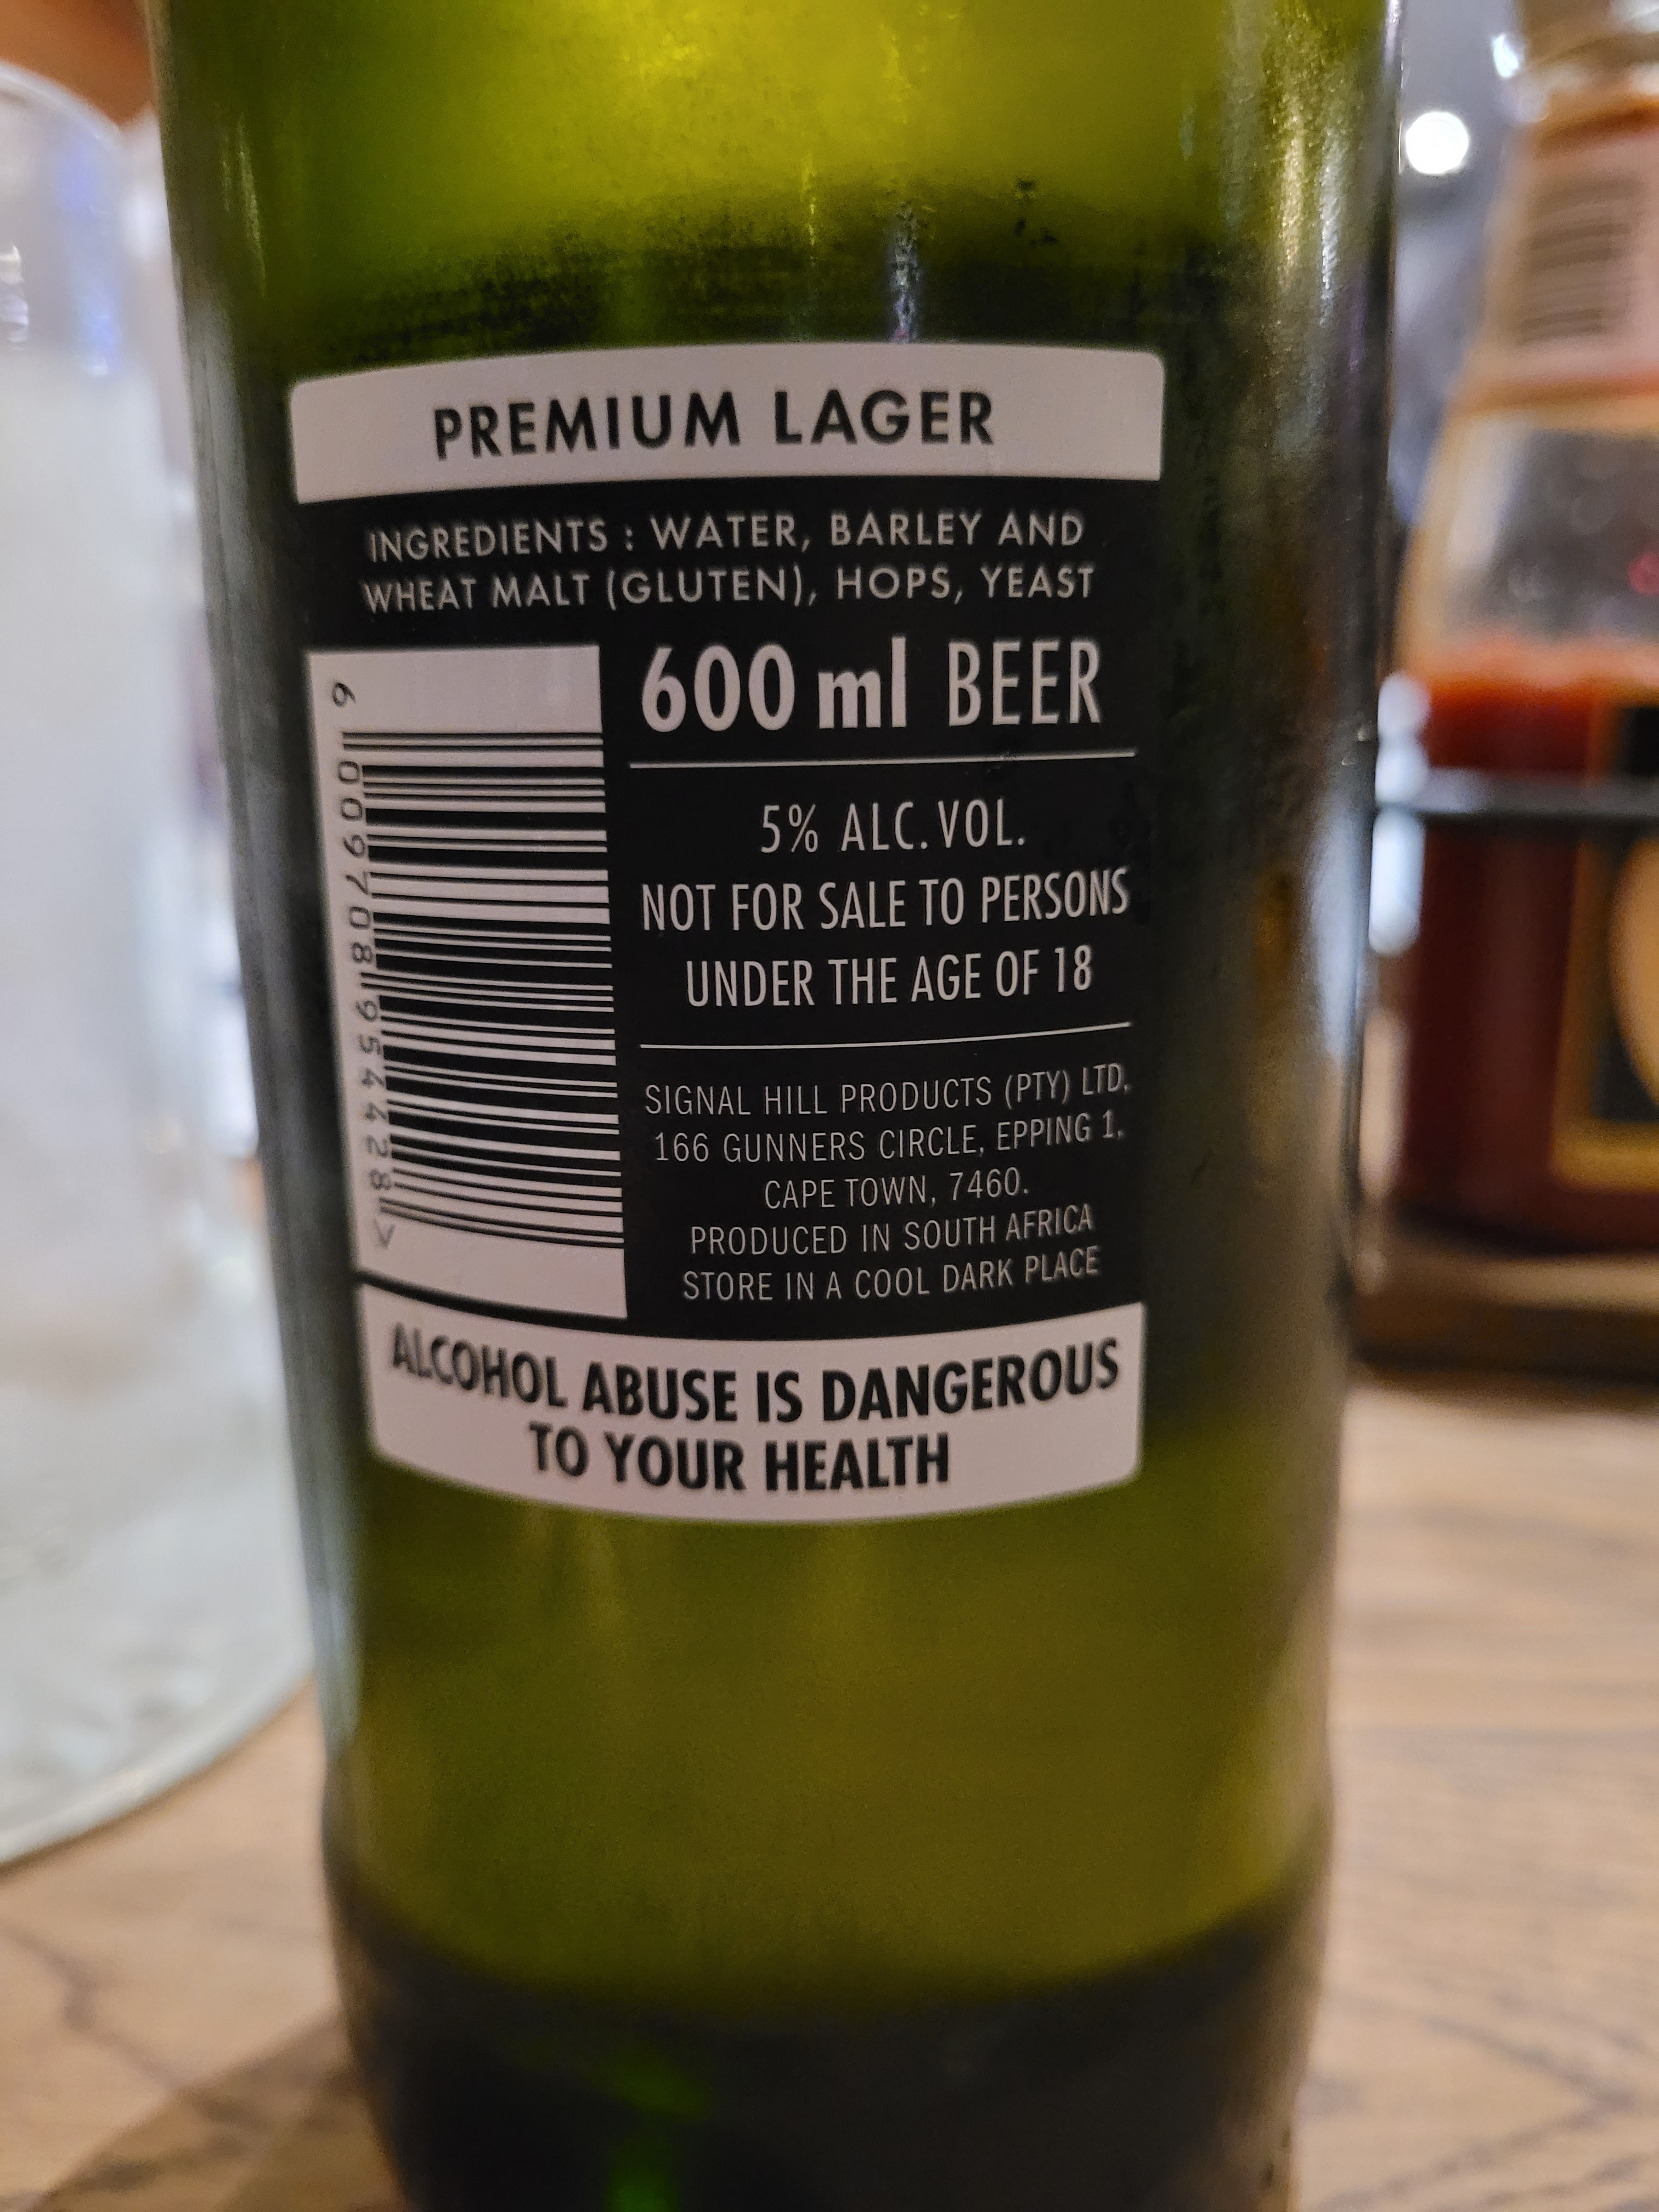 PREMIUM LAGER
INGREDIENTS : WATER, BARLEY AND
WHEAT MALT (GLUTEN), HOPS, YEAST
600 ml BEER
5% ALC.VOL.
NOT FOR SALE TO PERSONS
UNDER THE AGE OF 18
SIGNAL HILL PRODUCTS (PTY) LTD,
166 GUNNERS CIRCLE, EPPING 1,
CAPE TOWN, 7460.
PRODUCED IN SOUTH AFRICA
STORE IN A COOL DARK PLACE
6 009708 954428 >
ALCOHOL ABUSE IS DANGEROUS
TO YOUR HEALTH